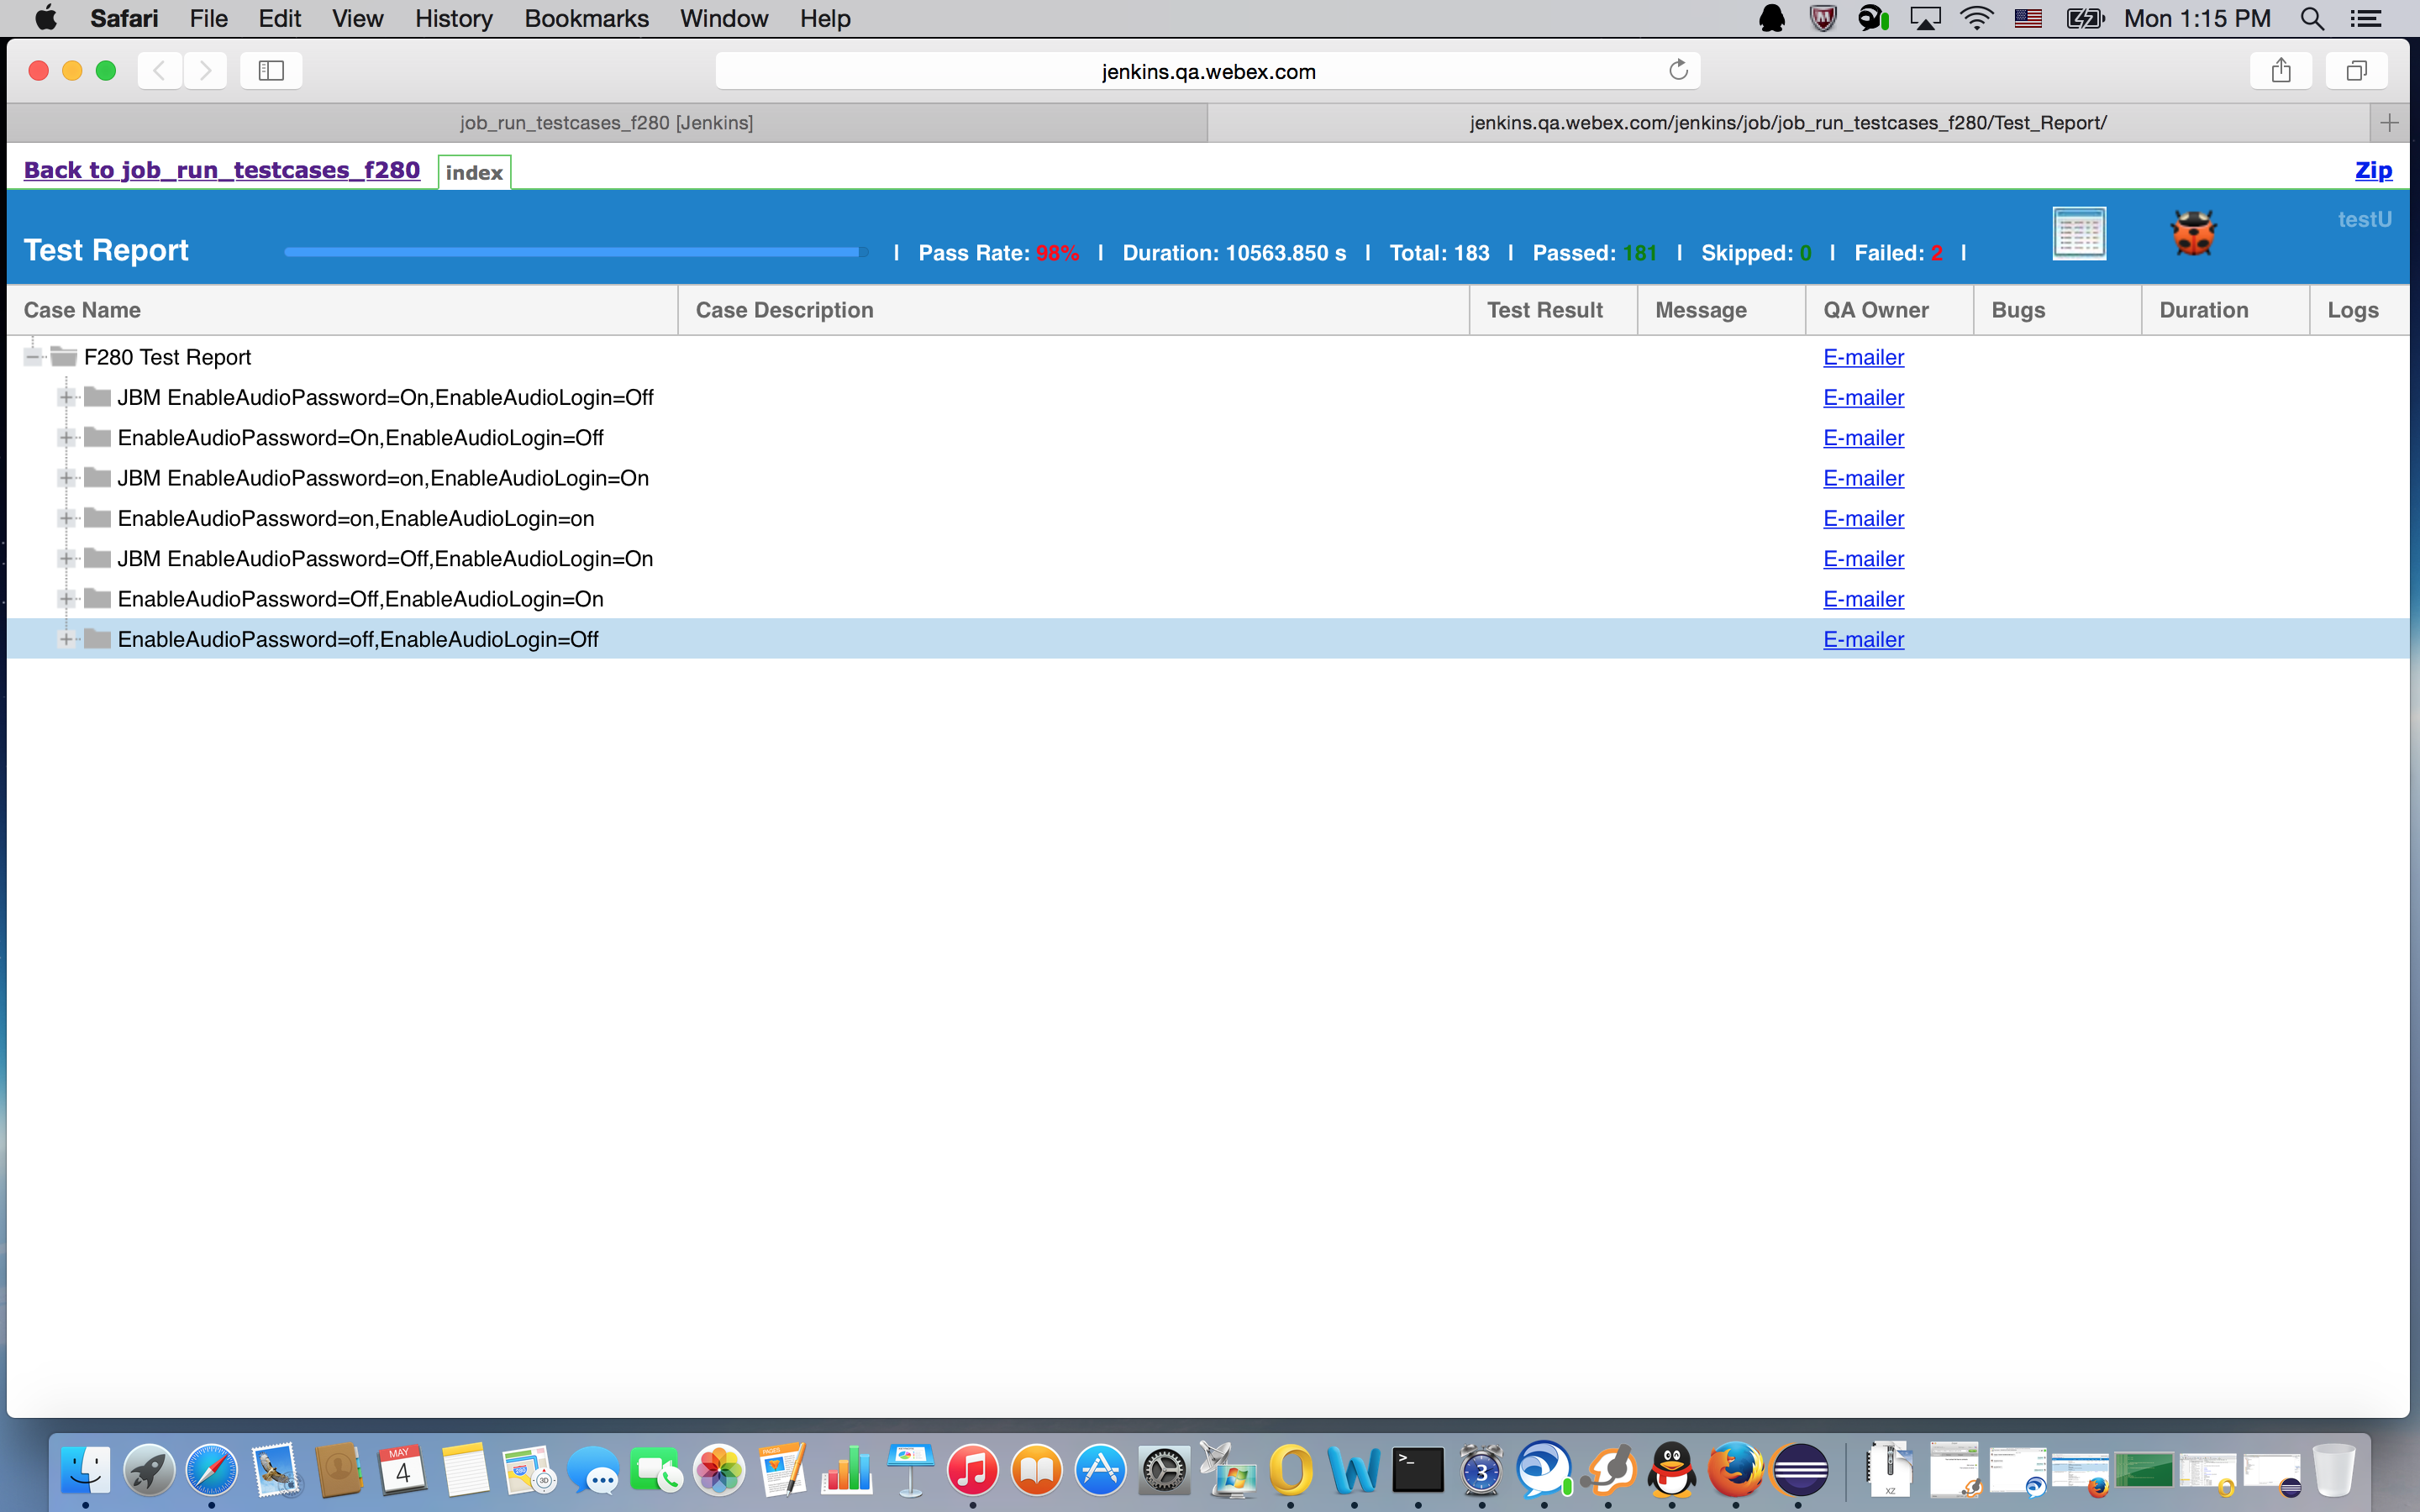 Safari File Edit View History Bookmarks Window Help Mon 1:15 PM
jenkins.qa.webex.com
job_run_testcases_f280 [Jenkins] jenkins.qa.webex.com/jenkins/job/job_run_testcases_f280/Test_Report/
Back to job_run_testcases_f280 index Zip
testU
Test Report | Pass Rate: 98% | Duration: 10563.850 s | Total: 183 | Passed: 181 | Skipped: 0 | Failed: 2 |
Case Name Case Description Test Result Message QA Owner Bugs Duration Logs
F280 Test Report E-mailer
JBM EnableAudioPassword=On,EnableAudioLogin=Off E-mailer
EnableAudioPassword=On,EnableAudioLogin=Off E-mailer
JBM EnableAudioPassword=on,EnableAudioLogin=On E-mailer
EnableAudioPassword=on,EnableAudioLogin=on E-mailer
JBM EnableAudioPassword=Off,EnableAudioLogin=On E-mailer
EnableAudioPassword=Off,EnableAudioLogin=On E-mailer
EnableAudioPassword=off,EnableAudioLogin=Off E-mailer
MAY
4
PAGES
3
XZ